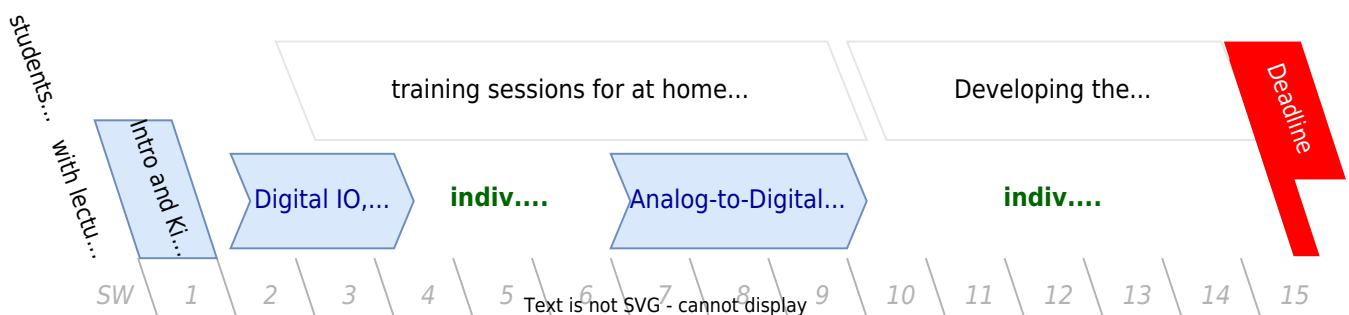 students...
with lectu...
Intro and Ki....
training sessions for at home...
Developing the...
Deadline
Digital IO,...
indiv....
Analog-to-Digital...
indiv....
SW 1 2 3 4 5 6 7 8 9 10 11 12 13 14 15
Text is not SVG - cannot display